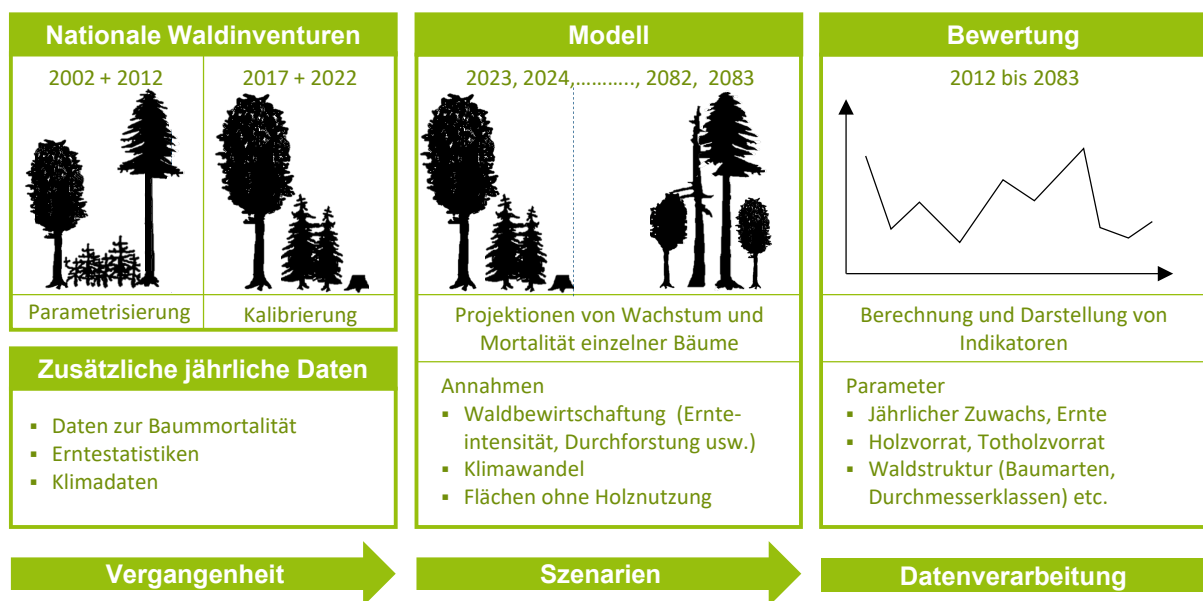 Nationale Waldinventuren
2002 + 2012
2017 + 2022
Parametrisierung
Kalibrierung
Zusätzliche jährliche Daten
▪ Daten zur Baummortalität
▪ Erntestatistiken
▪ Klimadaten
Vergangenheit
Modell
2023, 2024,..........., 2082, 2083
Projektionen von Wachstum und
Mortalität einzelner Bäume
Annahmen
▪ Waldbewirtschaftung (Ernte-
intensität, Durchforstung usw.)
▪ Klimawandel
▪ Flächen ohne Holznutzung
Szenarien
Bewertung
2012 bis 2083
Berechnung und Darstellung von
Indikatoren
Parameter
▪ Jährlicher Zuwachs, Ernte
▪ Holzvorrat, Totholzvorrat
▪ Waldstruktur (Baumarten,
Durchmesserklassen) etc.
Datenverarbeitung